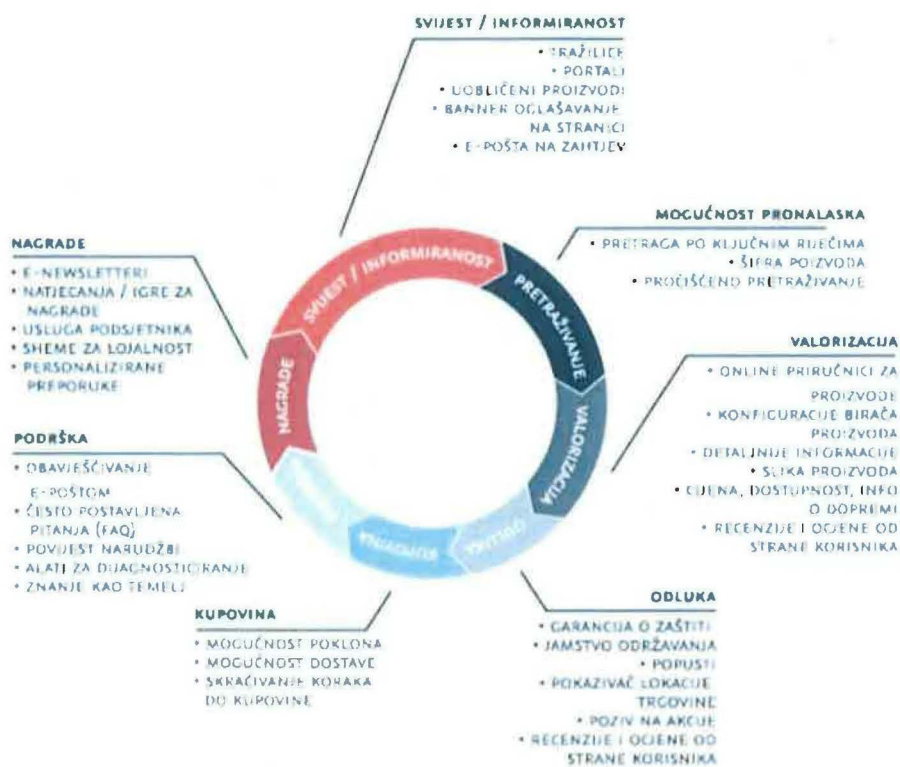 SVIJEST / INFORMIRANOST
• TRAŽILICE
• PORTALI
• UOBLIČENI PROIZVODI
• BANNER OGLAŠAVANJE
NA STRANICI
• E-POŠTA NA ZAHTJEV
MOGUĆNOST PRONALASKA
• PRETRAGA PO KLJUČNIM RIJEČIMA
• ŠIFRA POIZVODA
• PROČIŠĆENO PRETRAŽIVANJE
VALORIZACIJA
• ONLINE PRIRUČNICI ZA
PROIZVODE
• KONFIGURACIJE BIRAČA
PROIZVODA
• DETALJNIJE INFORMACIJE
• SLIKA PROIZVODA
• CIJENA, DOSTUPNOST, INFO
O DOPREMI
• RECENZIJE I OCJENE OD
STRANE KORISNIKA
ODLUKA
• GARANCIJA O ZAŠTITI
• JAMSTVO ODRŽAVANJA
• POPUSTI
• POKAZIVAČ LOKACIJE
TRGOVINE
• POZIV NA AKCIJE
• RECENZIJE I OCJENE OD
STRANE KORISNIKA
KUPOVINA
• MOGUĆNOST POKLONA
• MOGUĆNOST DOSTAVE
• SKRAĆIVANJE KORAKA
DO KUPOVINE
PODRŠKA
• OBAVJEŠĆIVANJE
E-POŠTOM
• ČESTO POSTAVLJENA
PITANJA (FAQ)
• POVIJEST NARUDŽBI
• ALATI ZA DIJAGNOSTICIRANJE
• ZNANJE KAO TEMELJ
NAGRADE
• E-NEWSLETTERI
• NATJECANJA / IGRE ZA
NAGRADE
• USLUGA PODSJETNIKA
• SHEME ZA LOJALNOST
• PERSONALIZIRANE
PREPORUKE
SVIJEST / INFORMIRANOST
PRETRAŽIVANJE
VALORIZACIJA
ODLUKA
KUPOVINA
NAGRADE